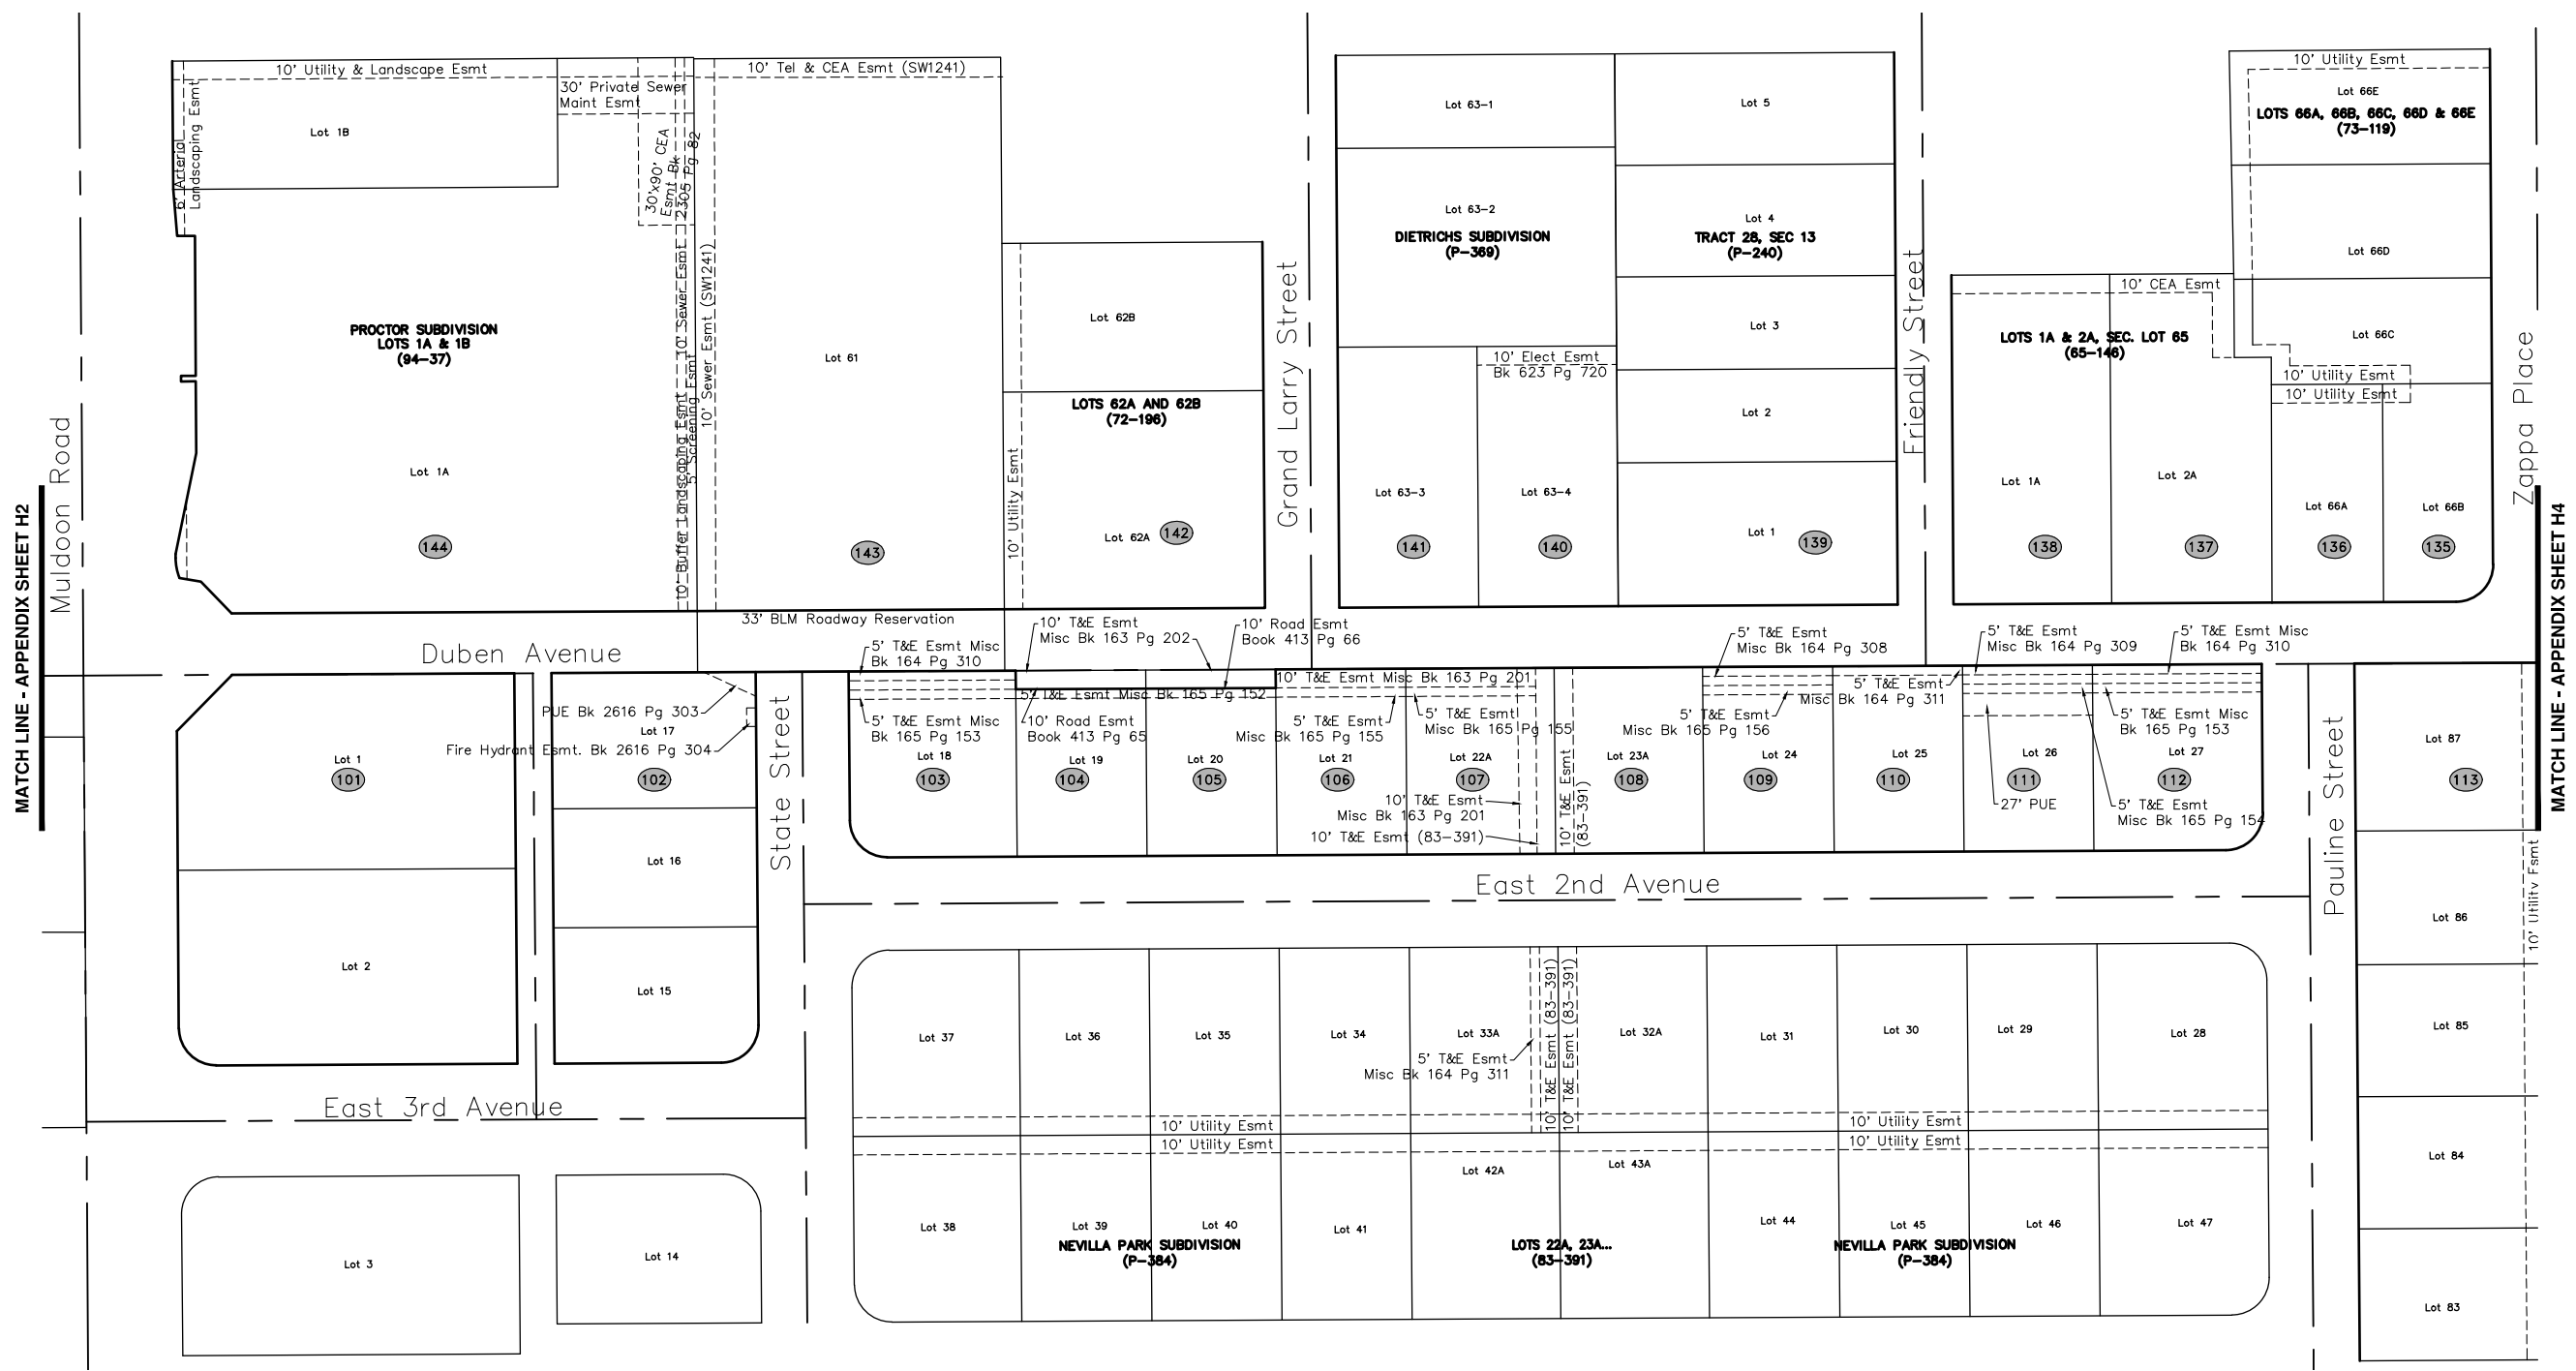 10' Utility & Landscape Esmt
6' Arterial
Landscaping Esmt
Lot 1B
30' Private Sewer
Maint Esmt
30'x90' CEA
Esmt Bk
2305 Pg 82
10' Tel & CEA Esmt (SW1241)
PROCTOR SUBDIVISION
LOTS 1A & 1B
(94-37)
Lot 1A
144
10' Buffer Landscaping Esmt
10' Sewer Esmt
5' Screening Esmt
10' Sewer Esmt (SW1241)
Lot 61
143
10' Utility Esmt
Lot 62B
LOTS 62A AND 62B
(72-196)
Lot 62A
142
Grand Larry Street
Lot 63-1
Lot 63-2
DIETRICHS SUBDIVISION
(P-369)
10' Elect Esmt
Bk 623 Pg 720
Lot 63-3
Lot 63-4
141
140
Lot 5
Lot 4
TRACT 28, SEC 13
(P-240)
Lot 3
Lot 2
Lot 1
139
Friendly Street
10' CEA Esmt
LOTS 1A & 2A, SEC. LOT 65
(65-146)
Lot 1A
Lot 2A
138
137
10' Utility Esmt
Lot 66E
LOTS 66A, 66B, 66C, 66D & 66E
(73-119)
Lot 66D
Lot 66C
10' Utility Esmt
10' Utility Esmt
Lot 66A
Lot 66B
136
135
Zappa Place
MATCH LINE - APPENDIX SHEET H2
Muldoon Road
MATCH LINE - APPENDIX SHEET H4
Duben Avenue
33' BLM Roadway Reservation
5' T&E Esmt Misc
Bk 164 Pg 310
10' T&E Esmt
Misc Bk 163 Pg 202
10' Road Esmt
Book 413 Pg 66
5' T&E Esmt
Misc Bk 164 Pg 308
5' T&E Esmt
Misc Bk 164 Pg 309
5' T&E Esmt Misc
Bk 164 Pg 310
PUE Bk 2616 Pg 303
Fire Hydrant Esmt. Bk 2616 Pg 304
5' T&E Esmt Misc
Bk 165 Pg 153
5' T&E Esmt Misc Bk 165 Pg 152
10' Road Esmt
Book 413 Pg 65
10' T&E Esmt Misc Bk 163 Pg 201
5' T&E Esmt
Misc Bk 165 Pg 155
5' T&E Esmt
Misc Bk 165 Pg 155
5' T&E Esmt
Misc Bk 165 Pg 156
5' T&E Esmt
Misc Bk 164 Pg 311
5' T&E Esmt Misc
Bk 165 Pg 153
5' T&E Esmt
Misc Bk 165 Pg 154
27' PUE
10' T&E Esmt
Misc Bk 163 Pg 201
10' T&E Esmt (83-391)
10' T&E Esmt
(83-391)
Lot 1
101
Lot 17
102
State Street
Lot 18
103
Lot 19
104
Lot 20
105
Lot 21
106
Lot 22A
107
Lot 23A
108
Lot 24
109
Lot 25
110
Lot 26
111
Lot 27
112
Pauline Street
Lot 87
113
Lot 16
Lot 2
Lot 15
East 2nd Avenue
Lot 86
10' Utility Esmt
Lot 37
Lot 36
Lot 35
Lot 34
Lot 33A
Lot 32A
Lot 31
Lot 30
Lot 29
Lot 28
Lot 85
5' T&E Esmt
Misc Bk 164 Pg 311
10' T&E Esmt (83-391)
10' T&E Esmt (83-391)
East 3rd Avenue
10' Utility Esmt
10' Utility Esmt
10' Utility Esmt
10' Utility Esmt
Lot 84
Lot 3
Lot 14
Lot 38
Lot 39
Lot 40
Lot 41
Lot 42A
Lot 43A
Lot 44
Lot 45
Lot 46
Lot 47
NEVILLA PARK SUBDIVISION
(P-384)
LOTS 22A, 23A...
(83-391)
NEVILLA PARK SUBDIVISION
(P-384)
Lot 83